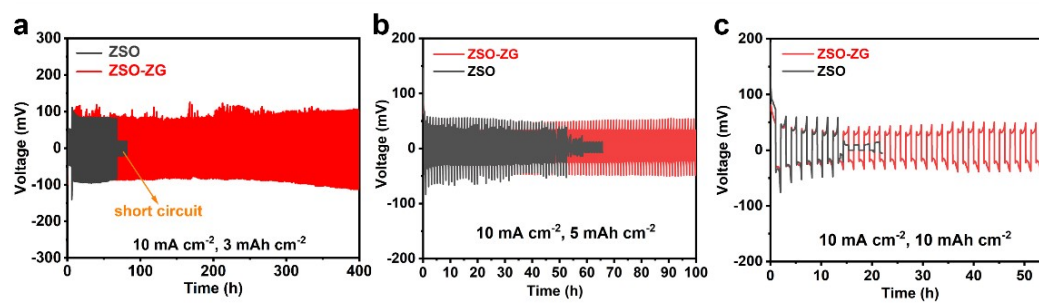 a
300
200
100
0
-100
-200
-300
Voltage (mV)
ZSO
ZSO-ZG
short circuit
10 mA cm-2, 3 mAh cm-2
0 100 200 300 400
Time (h)
b
200
100
0
-100
-200
Voltage (mV)
ZSO-ZG
ZSO
10 mA cm-2, 5 mAh cm-2
0 10 20 30 40 50 60 70 80 90 100
Time (h)
c
200
100
0
-100
-200
Voltage (mV)
ZSO-ZG
ZSO
10 mA cm-2, 10 mAh cm-2
0 10 20 30 40 50
Time (h)